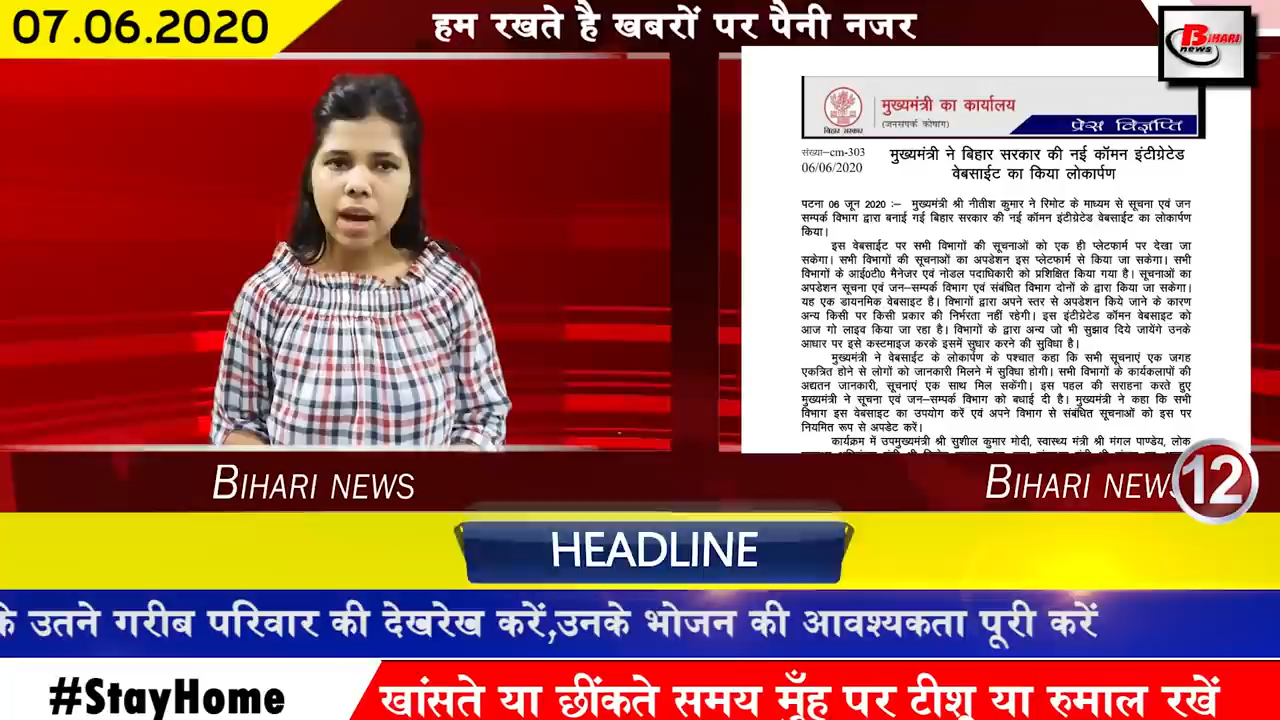 07.06.2020
हम रखते है खबरों पर पैनी नजर
BIHARI
news
मुख्यमंत्री का कार्यालय
(जनसंपर्क कोषांग)
बिहार सरकार
प्रेस विज्ञप्ति
संख्या–cm-303
06/06/2020
मुख्यमंत्री ने बिहार सरकार की नई कॉमन इंटीग्रेटेड
वेबसाईट का किया लोकार्पण
पटना 06 जून 2020 :– मुख्यमंत्री श्री नीतीश कुमार ने रिमोट के माध्यम से सूचना एवं जन
सम्पर्क विभाग द्वारा बनाई गई बिहार सरकार की नई कॉमन इंटीग्रेटेड वेबसाईट का लोकार्पण
किया।
इस वेबसाईट पर सभी विभागों की सूचनाओं को एक ही प्लेटफार्म पर देखा जा
सकेगा। सभी विभागों की सूचनाओं का अपडेशन इस प्लेटफार्म से किया जा सकेगा। सभी
विभागों के आई0टी0 मैनेजर एवं नोडल पदाधिकारी को प्रशिक्षित किया गया है। सूचनाओं का
अपडेशन सूचना एवं जन–सम्पर्क विभाग एवं संबंधित विभाग दोनों के द्वारा किया जा सकेगा।
यह एक डायनमिक वेबसाइट है। विभागों द्वारा अपने स्तर से अपडेशन किये जाने के कारण
अन्य किसी पर किसी प्रकार की निर्भरता नहीं रहेगी। इस इंटीग्रेटेड कॉमन वेबसाइट को
आज गो लाइव किया जा रहा है। विभागों के द्वारा अन्य जो भी सुझाव दिये जायेंगे उनके
आधार पर इसे कस्टमाइज करके इसमें सुधार करने की सुविधा है।
मुख्यमंत्री ने वेबसाईट के लोकार्पण के पश्चात कहा कि सभी सूचनाएं एक जगह
एकत्रित होने से लोगों को जानकारी मिलने में सुविधा होगी। सभी विभागों के कार्यकलापों की
अद्यतन जानकारी, सूचनाएं एक साथ मिल सकेंगी। इस पहल की सराहना करते हुए
मुख्यमंत्री ने सूचना एवं जन–सम्पर्क विभाग को बधाई दी है। मुख्यमंत्री ने कहा कि सभी
विभाग इस वेबसाइट का उपयोग करें एवं अपने विभाग से संबंधित सूचनाओं को इस पर
नियमित रूप से अपडेट करें।
कार्यक्रम में उपमुख्यमंत्री श्री सुशील कुमार मोदी, स्वास्थ्य मंत्री श्री मंगल पाण्डेय, लोक
BIHARI NEWS
BIHARI NEWS
12
HEADLINE
के उतने गरीब परिवार की देखरेख करें,उनके भोजन की आवश्यकता पूरी करें
#StayHome
खांसते या छींकते समय मूँह पर टीशू या रुमाल रखें